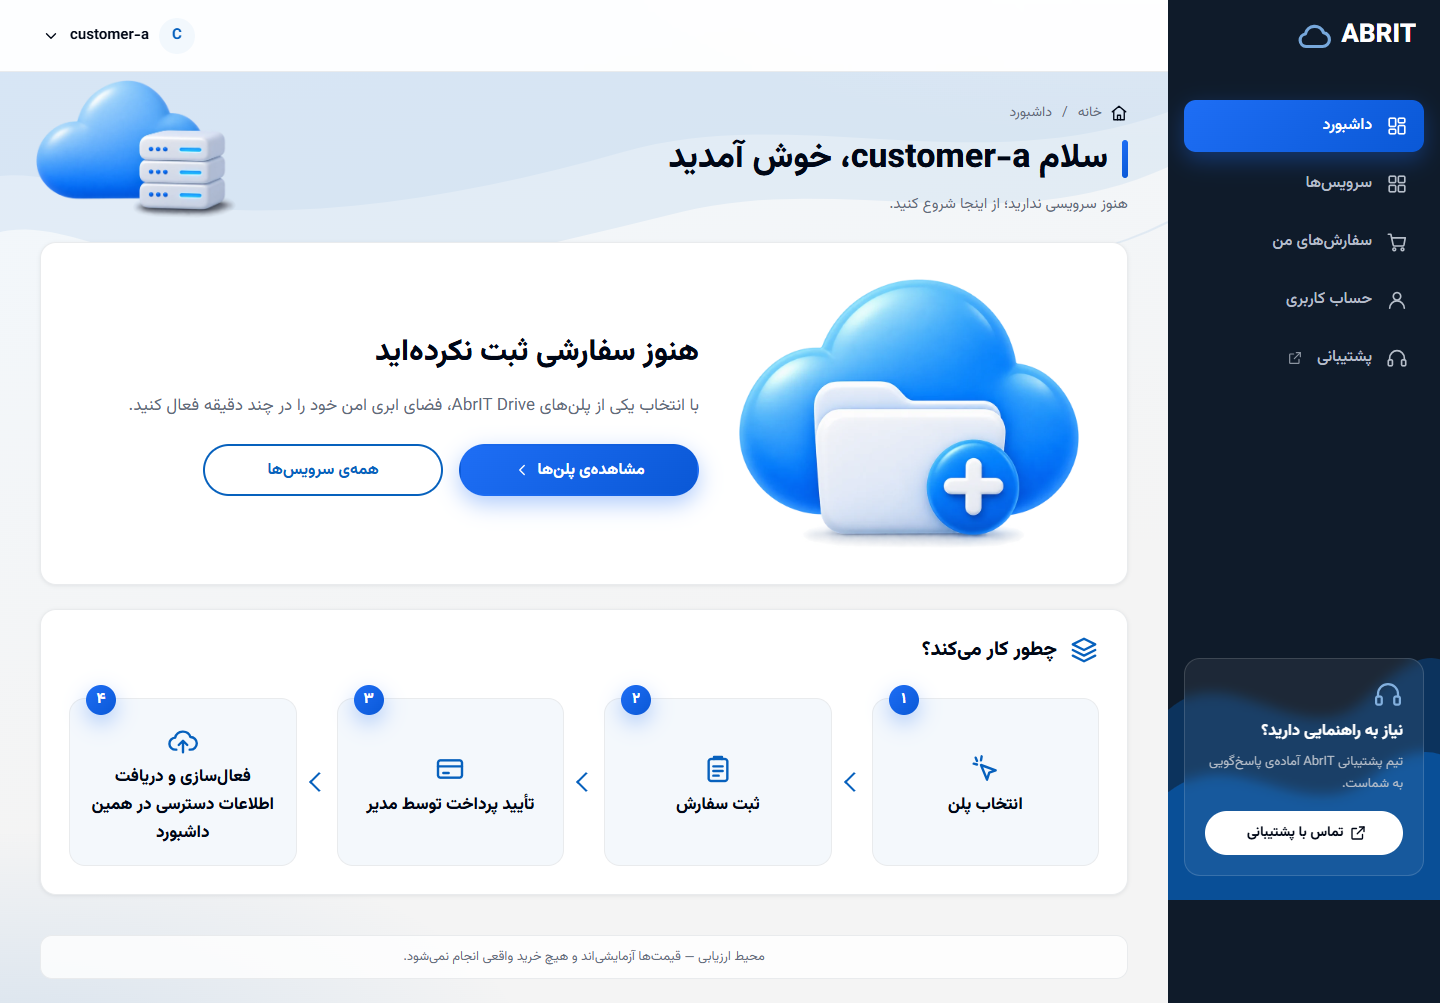 ABRIT
داشبورد
سرویس‌ها
سفارش‌های من
حساب کاربری
پشتیبانی
نیاز به راهنمایی دارید؟
تیم پشتیبانی AbrIT آماده‌ی پاسخ‌گویی
به شماست.
تماس با پشتیبانی
C customer-a
خانه / داشبورد
سلام customer-a، خوش آمدید
هنوز سرویسی ندارید؛ از اینجا شروع کنید.
هنوز سفارشی ثبت نکرده‌اید
با انتخاب یکی از پلن‌های AbrIT Drive، فضای ابری امن خود را در چند دقیقه فعال کنید.
مشاهده‌ی پلن‌ها
همه‌ی سرویس‌ها
چطور کار می‌کند؟
۱
انتخاب پلن
۲
ثبت سفارش
۳
تأیید پرداخت توسط مدیر
۴
فعال‌سازی و دریافت
اطلاعات دسترسی در همین
داشبورد
محیط ارزیابی — قیمت‌ها آزمایشی‌اند و هیچ خرید واقعی انجام نمی‌شود.